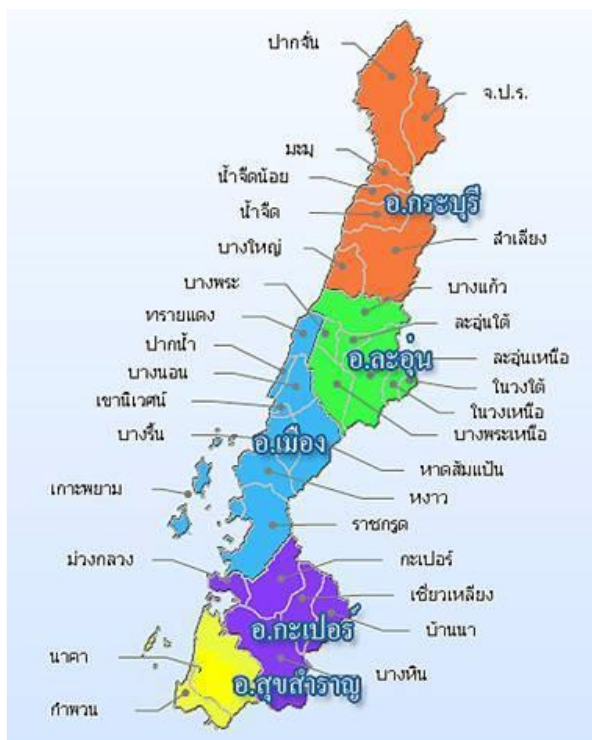 ปากจั่น
จ.ป.ร.
มะมุ
น้ำจืดน้อย
อ.กระบุรี
น้ำจืด
ลำเลียง
บางใหญ่
บางพระ
บางแก้ว
ทรายแดง
ละอุ่นใต้
ปากน้ำ
อ.ละอุ่น
ละอุ่นเหนือ
บางนอน
ในวงใต้
เขานิเวศน์
ในวงเหนือ
บางริ้น
บางพระเหนือ
อ.เมือง
หาดส้มแป้น
เกาะพยาม
หงาว
ราชกรูด
ม่วงกลวง
กะเปอร์
เชี่ยวเหลียง
อ.กะเปอร์
บ้านนา
นาคา
บางหิน
อ.สุขสำราญ
กำพวน